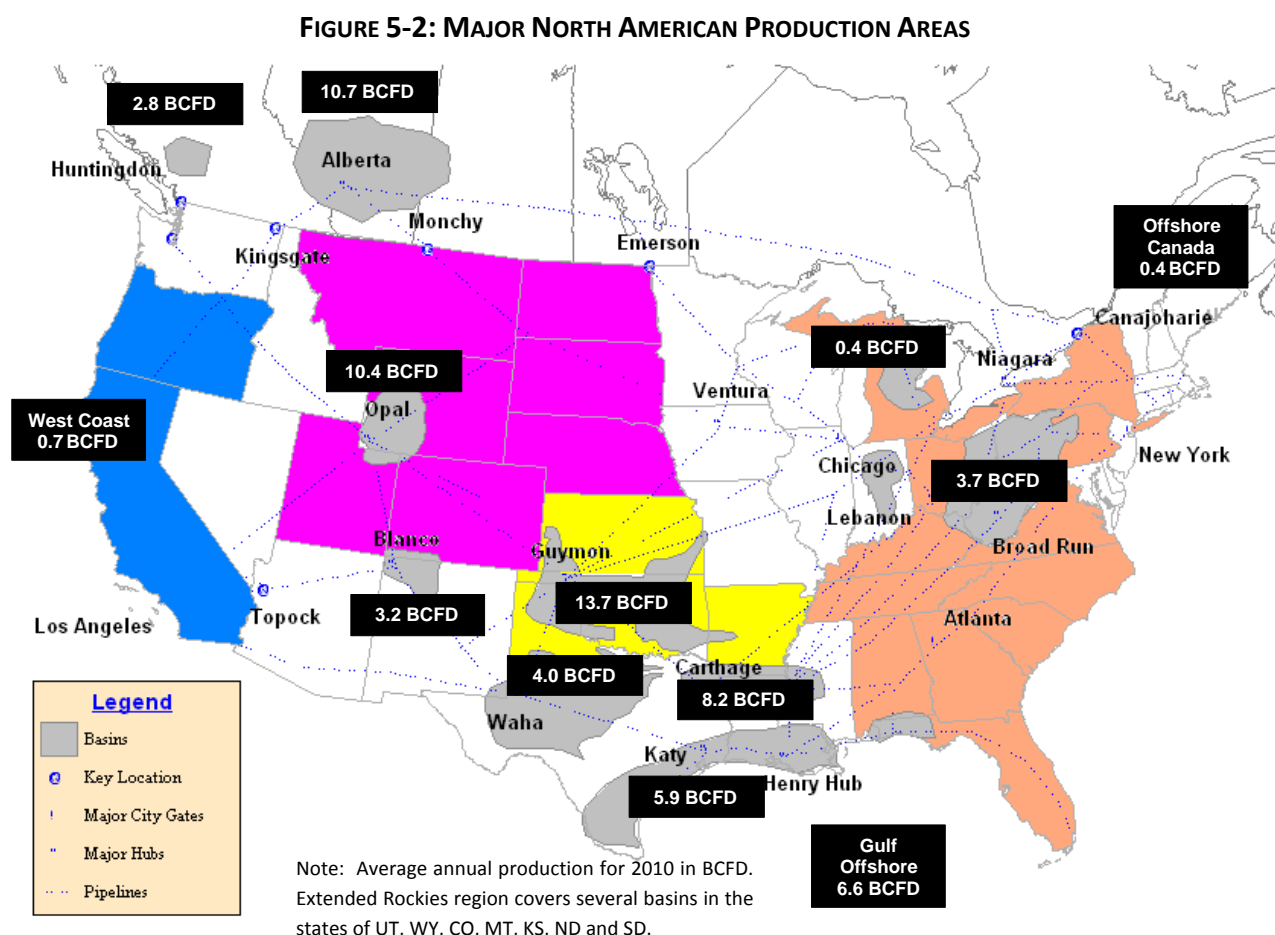 FIGURE 5-2: MAJOR NORTH AMERICAN PRODUCTION AREAS
2.8 BCFD
10.7 BCFD
Huntingdon
Alberta
Monchy
Kingsgate
Emerson
Offshore
Canada
0.4 BCFD
Canajoharie
0.4 BCFD
Niagara
10.4 BCFD
Opal
Ventura
West Coast
0.7 BCFD
New York
Chicago
3.7 BCFD
Lebanon
Broad Run
Blanco
Guymon
3.2 BCFD
13.7 BCFD
Topock
Los Angeles
Atlanta
Carthage
4.0 BCFD
8.2 BCFD
Waha
Katy
Henry Hub
5.9 BCFD
Gulf
Offshore
6.6 BCFD
Legend
Basins
Key Location
Major City Gates
Major Hubs
Pipelines
Note: Average annual production for 2010 in BCFD.
Extended Rockies region covers several basins in the
states of UT, WY, CO, MT, KS, ND and SD.